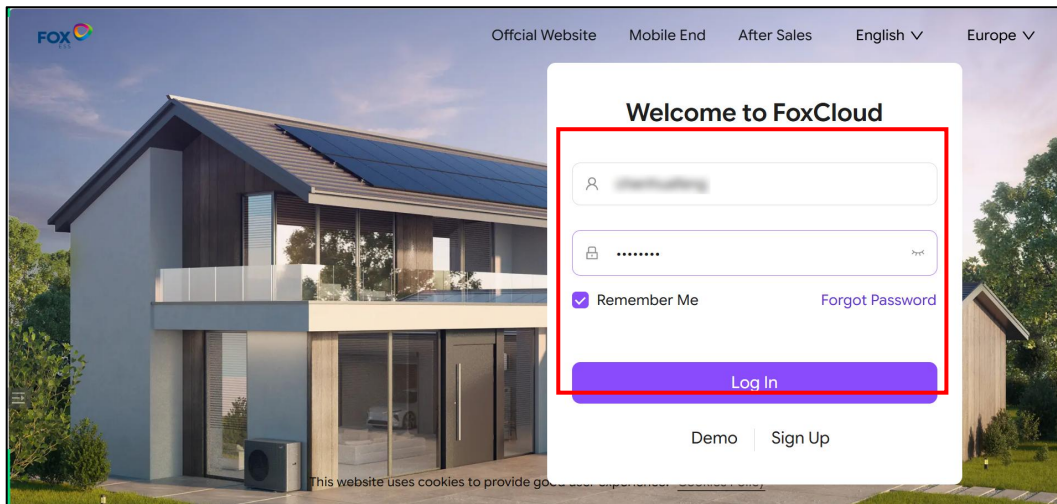 FOX
ESS
Offcial Website Mobile End After Sales English Europe
Welcome to FoxCloud
••••••••
Remember Me Forgot Password
Log In
Demo Sign Up
This website uses cookies to provide good user experience. Cookies Policy